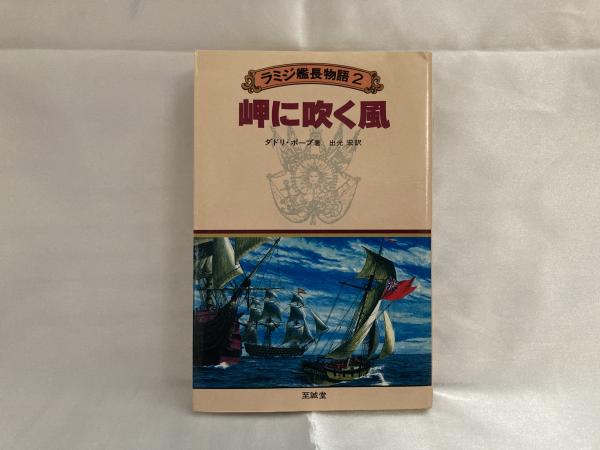 ラミジ艦長物語2
岬に吹く風
ダドリ・ポープ著 出光 宏訳
至誠堂